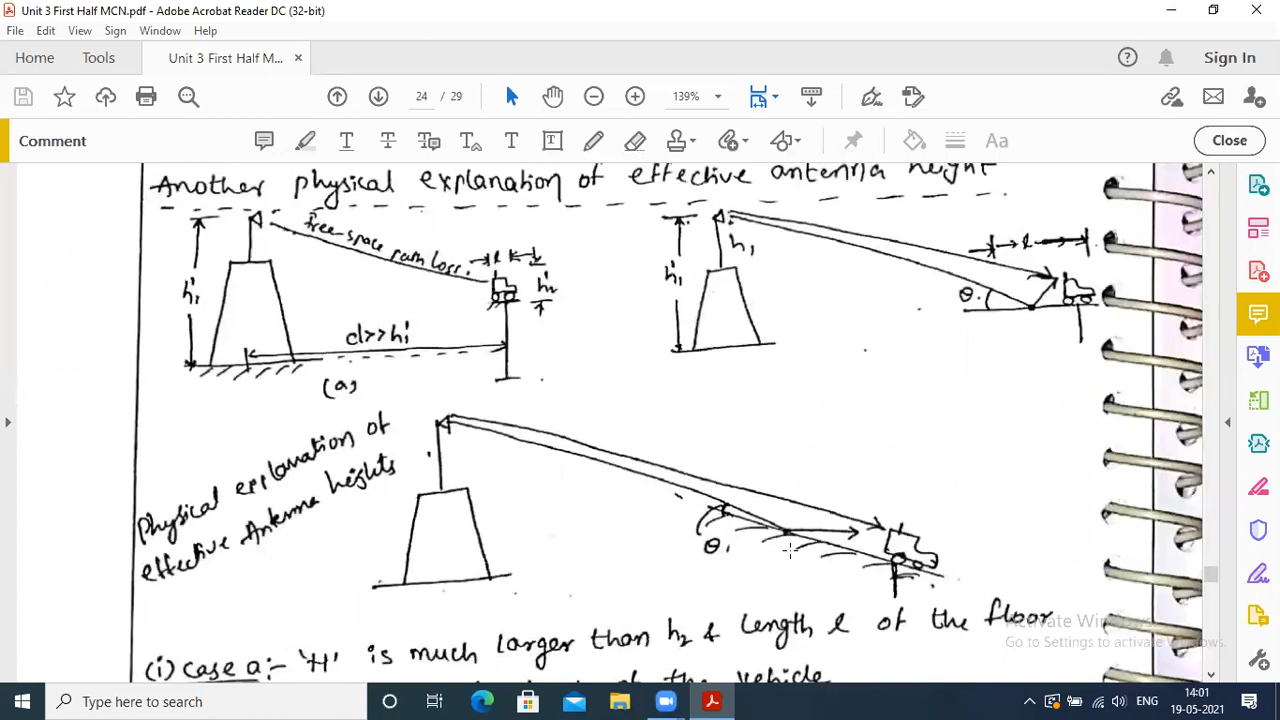 Unit 3 First Half MCN.pdf - Adobe Acrobat Reader DC (32-bit)
File Edit View Sign Window Help
Home Tools Unit 3 First Half M... × Sign In
24 / 29 139%
Comment Close
Another physical explanation of effective antenna height
free-space path loss.
l
h₁'
h₂'
d>>h₁'
(a)
h₁'
h₁
l
θ.
Physical explanation of
effective Antenna heights
θ.
(i) Case a:- 'H' is much larger than h₂ & length l of the floor
of the vehicle
Activate Windows
Go to Settings to activate Windows.
Type here to search
ENG
14:01
19-05-2021